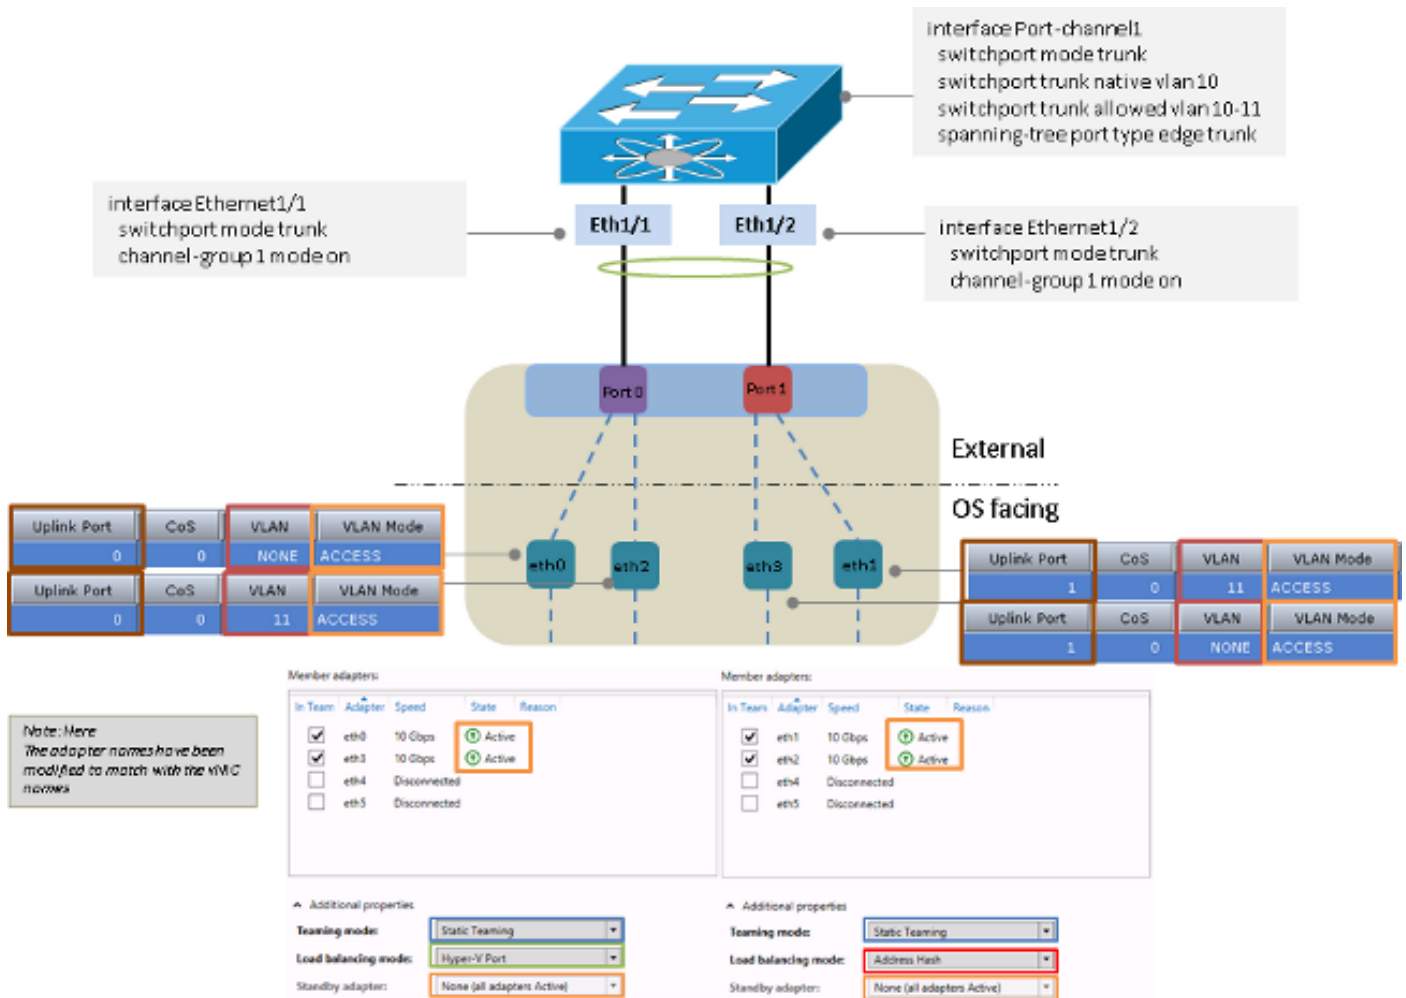 interface Port-channel1
switchport mode trunk
switchport trunk native vlan 10
switchport trunk allowed vlan 10-11
spanning-tree port type edge trunk
interface Ethernet1/1
switchport mode trunk
channel-group 1 mode on
Eth1/1
Eth1/2
interface Ethernet1/2
switchport mode trunk
channel-group 1 mode on
Port 0
Port 1
External
OS facing
Uplink Port CoS VLAN VLAN Mode
0 0 NONE ACCESS
Uplink Port CoS VLAN VLAN Mode
0 0 11 ACCESS
eth0
eth2
eth3
eth1
Uplink Port CoS VLAN VLAN Mode
1 0 11 ACCESS
Uplink Port CoS VLAN VLAN Mode
1 0 NONE ACCESS
Note: Here
The adapter names have been
modified to match with the vNIC
names
Member adapters:
In Team Adapter Speed State Reason
eth0 10 Gbps Active
eth3 10 Gbps Active
eth4 Disconnected
eth5 Disconnected
Additional properties
Teaming mode: Static Teaming
Load balancing mode: Hyper-V Port
Standby adapter: None (all adapters Active)
Member adapters:
In Team Adapter Speed State Reason
eth1 10 Gbps Active
eth2 10 Gbps Active
eth4 Disconnected
eth5 Disconnected
Additional properties
Teaming mode: Static Teaming
Load balancing mode: Address Hash
Standby adapter: None (all adapters Active)